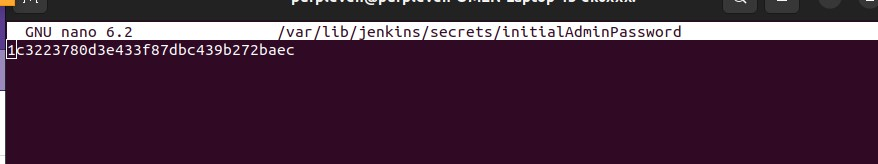 GNU nano 6.2 /var/lib/jenkins/secrets/initialAdminPassword
1c3223780d3e433f87dbc439b272baec